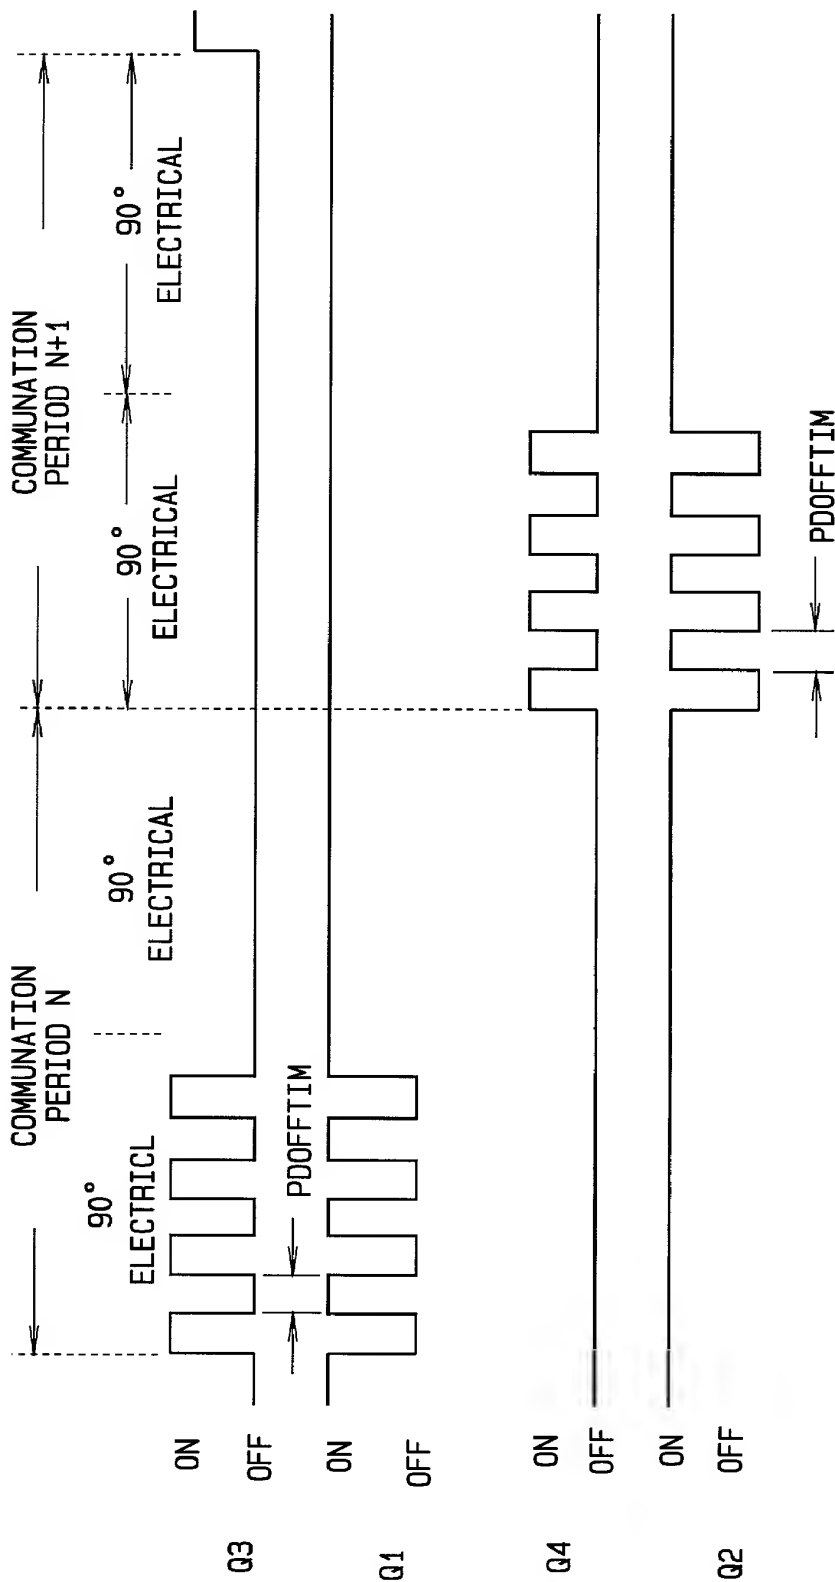 COMMUNATION
PERIOD N
COMMUNATION
PERIOD N+1
90°
ELECTRICL
90°
ELECTRICAL
90°
ELECTRICAL
90°
ELECTRICAL
Q3
ON
OFF
PDOFFTIM
Q1
ON
OFF
Q4
ON
OFF
Q2
ON
OFF
PDOFFTIM